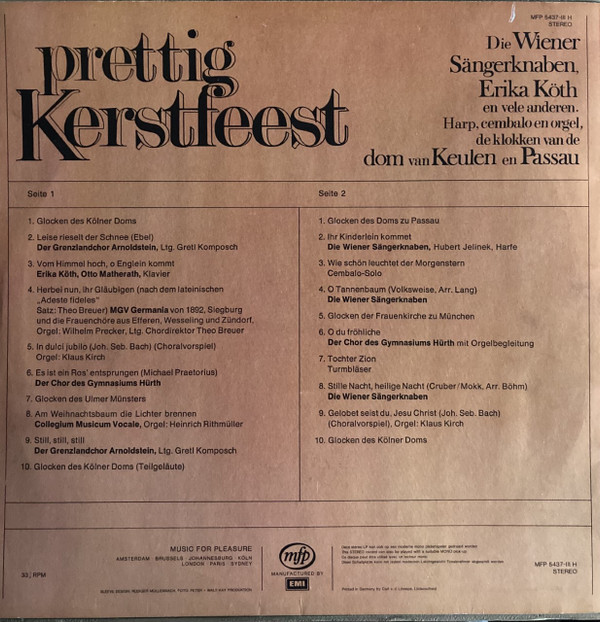 MFP 5437-IX H
STEREO
prettig
Kerstfeest
Die Wiener
Sängerknaben,
Erika Köth
en vele anderen.
Harp, cembalo en orgel,
de klokken van de
dom van Keulen en Passau
Seite 1
1. Glocken des Kölner Doms
2. Leise rieselt der Schnee (Ebel)
Der Grenzlandchor Arnoldstein, Ltg. Gretl Komposch
3. Vom Himmel hoch, o Englein kommt
Erika Köth, Otto Matherath, Klavier
4. Herbei nun, ihr Gläubigen (nach dem lateinischen
„Adeste fideles“
Satz: Theo Breuer) MGV Germania von 1892, Siegburg
und die Frauenchöre aus Efferen, Wesseling und Zündorf,
Orgel: Wilhelm Precker, Ltg. Chordirektor Theo Breuer
5. In dulci jubilo (Joh. Seb. Bach) (Choralvorspiel)
Orgel: Klaus Kirch
6. Es ist ein Ros' entsprungen (Michael Praetorius)
Der Chor des Gymnasiums Hürth
7. Glocken des Ulmer Münsters
8. Am Weihnachtsbaum die Lichter brennen
Collegium Musicum Vocale, Orgel: Heinrich Rithmüller
9. Still, still, still
Der Grenzlandchor Arnoldstein, Ltg. Gretl Komposch
10. Glocken des Kölner Doms (Teilgeläute)
Seite 2
1. Glocken des Doms zu Passau
2. Ihr Kinderlein kommet
Die Wiener Sängerknaben, Hubert Jelinek, Harfe
3. Wie schön leuchtet der Morgenstern
Cembalo-Solo
4. O Tannenbaum (Volksweise, Arr. Lang)
Die Wiener Sängerknaben
5. Glocken der Frauenkirche zu München
6. O du fröhliche
Der Chor des Gymnasiums Hürth mit Orgelbegleitung
7. Tochter Zion
Turmbläser
8. Stille Nacht, heilige Nacht (Gruber/Mokk, Arr. Böhm)
Die Wiener Sängerknaben
9. Gelobet seist du, Jesu Christ (Joh. Seb. Bach)
(Choralvorspiel), Orgel: Klaus Kirch
10. Glocken des Kölner Doms
33⅓ RPM
MUSIC FOR PLEASURE
AMSTERDAM · BRUSSELS · JOHANNESBURG · KÖLN
LONDON · PARIS · SYDNEY
mfp
MANUFACTURED BY
EMI
MFP 5437-IX H
STEREO